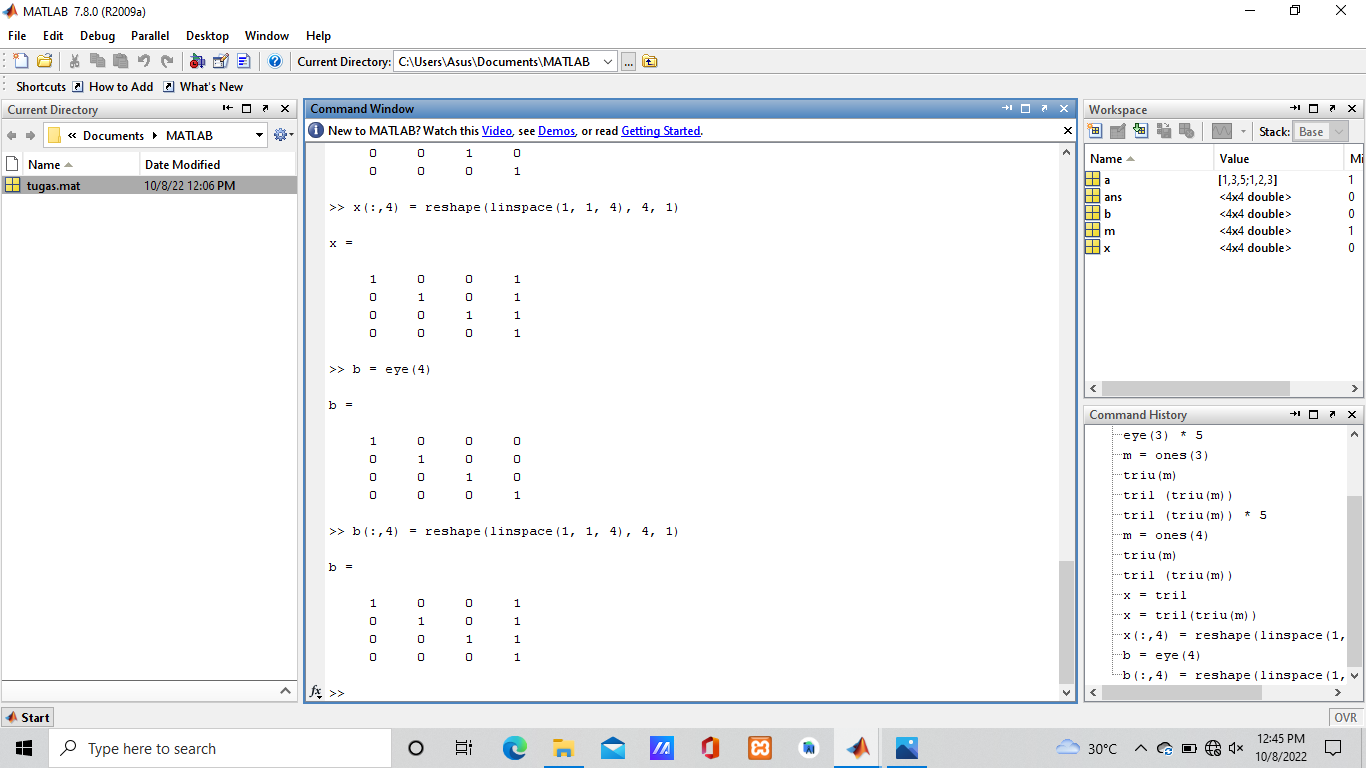 MATLAB 7.8.0 (R2009a)
File Edit Debug Parallel Desktop Window Help
Current Directory: C:\Users\Asus\Documents\MATLAB ...
Shortcuts How to Add What's New
Current Directory
« Documents MATLAB
Name Date Modified
tugas.mat 10/8/22 12:06 PM
Command Window
New to MATLAB? Watch this Video, see Demos, or read Getting Started.
0 0 1 0
0 0 0 1
>> x(:,4) = reshape(linspace(1, 1, 4), 4, 1)
x =
1 0 0 1
0 1 0 1
0 0 1 1
0 0 0 1
>> b = eye(4)
b =
1 0 0 0
0 1 0 0
0 0 1 0
0 0 0 1
>> b(:,4) = reshape(linspace(1, 1, 4), 4, 1)
b =
1 0 0 1
0 1 0 1
0 0 1 1
0 0 0 1
fx >>
Workspace
Stack: Base
Name Value Mi
a [1,3,5;1,2,3] 1
ans <4x4 double> 0
b <4x4 double> 0
m <4x4 double> 1
x <4x4 double> 0
Command History
eye(3) * 5
m = ones(3)
triu(m)
tril (triu(m))
tril (triu(m)) * 5
m = ones(4)
triu(m)
tril (triu(m))
x = tril
x = tril(triu(m))
x(:,4) = reshape(linspace(1,
b = eye(4)
b(:,4) = reshape(linspace(1,
Start
OVR
Type here to search
30°C
12:45 PM
10/8/2022